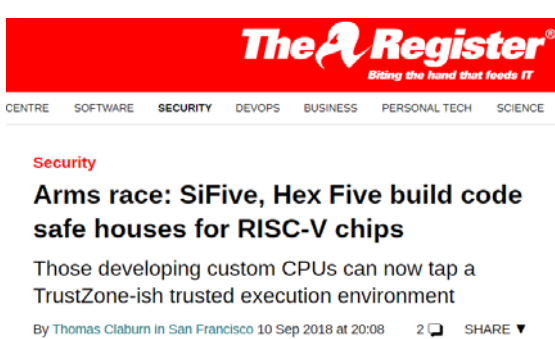 The Register®
Biting the hand that feeds IT
CENTRE SOFTWARE SECURITY DEVOPS BUSINESS PERSONAL TECH SCIENCE
Security
Arms race: SiFive, Hex Five build code
safe houses for RISC-V chips
Those developing custom CPUs can now tap a
TrustZone-ish trusted execution environment
By Thomas Claburn in San Francisco 10 Sep 2018 at 20:08 2 SHARE ▼